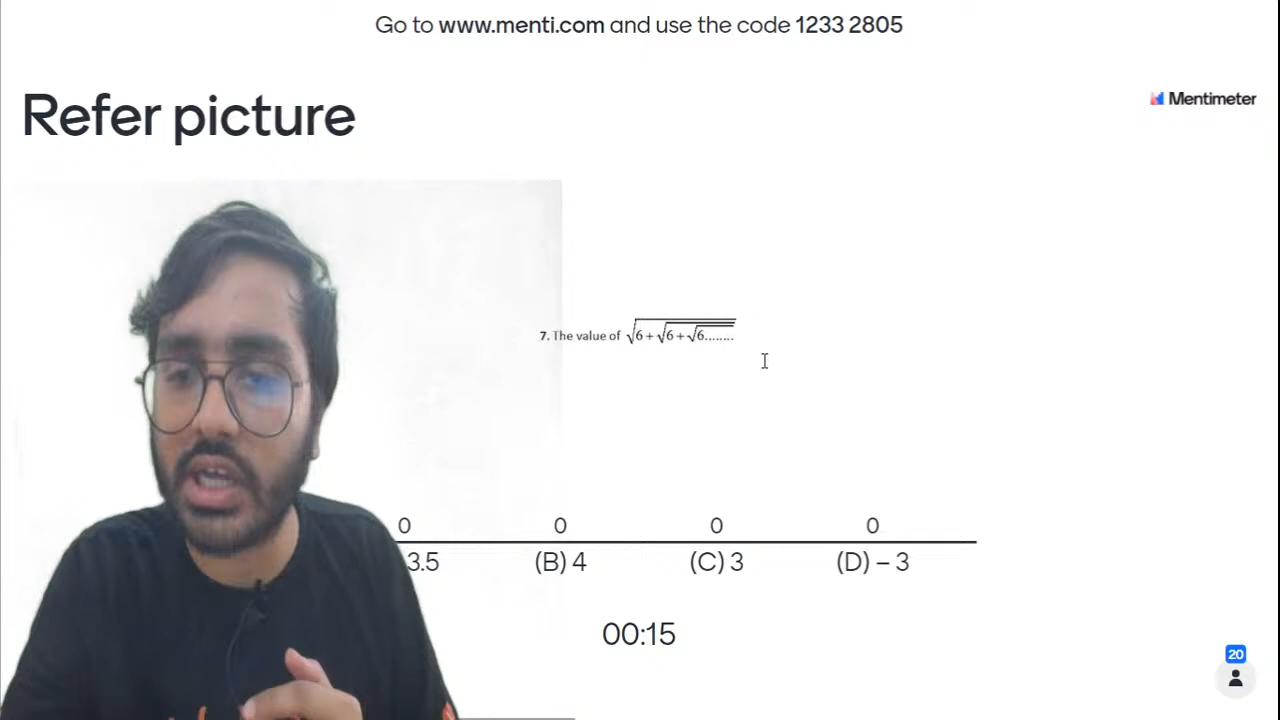 Go to www.menti.com and use the code 1233 2805
Refer picture
Mentimeter
7. The value of √6 + √6 + √6........
0 0 0 0
3.5 (B) 4 (C) 3 (D) – 3
00:15
20